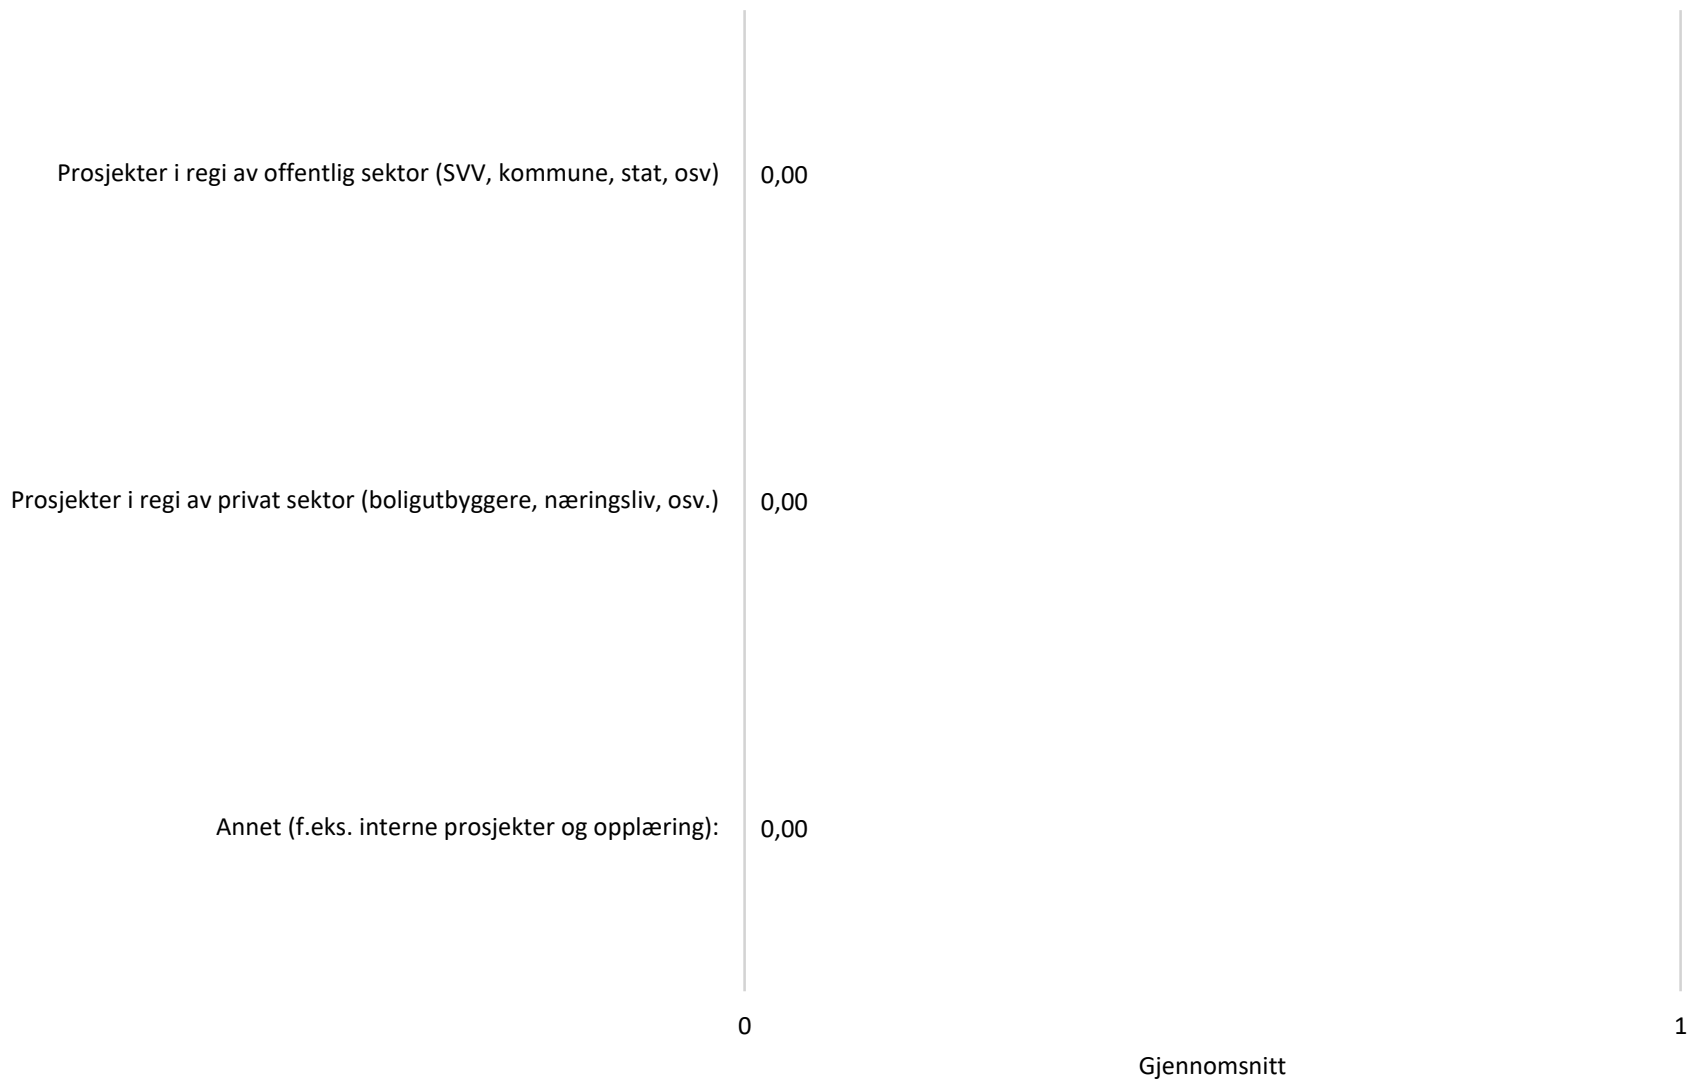 Prosjekter i regi av offentlig sektor (SVV, kommune, stat, osv) 0,00
Prosjekter i regi av privat sektor (boligutbyggere, næringsliv, osv.) 0,00
Annet (f.eks. interne prosjekter og opplæring): 0,00
0 1
Gjennomsnitt